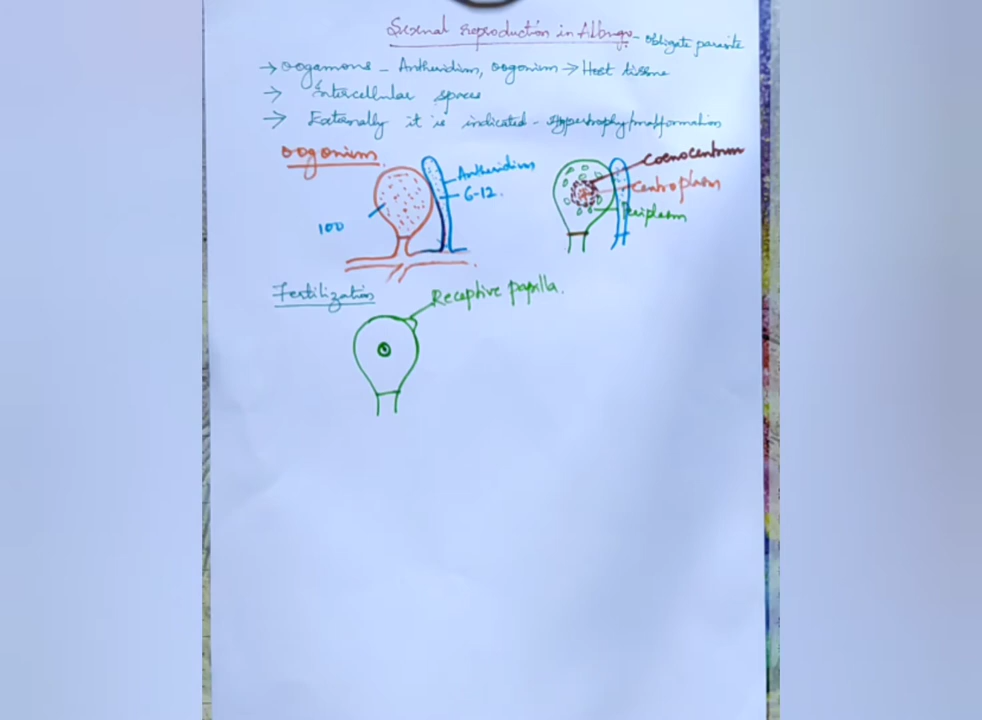 Sexual reproduction in Albugo - obligate parasite
→ oogamous - Antheridium, oogonium → Host tissue
→ Intercellular spaces
→ Externally it is indicated - Hypertrophy/malformation
oogonium
Antheridium
6-12.
100
Coenocentrum
Centroplasm
Periplasm
Fertilization
Receptive papilla.